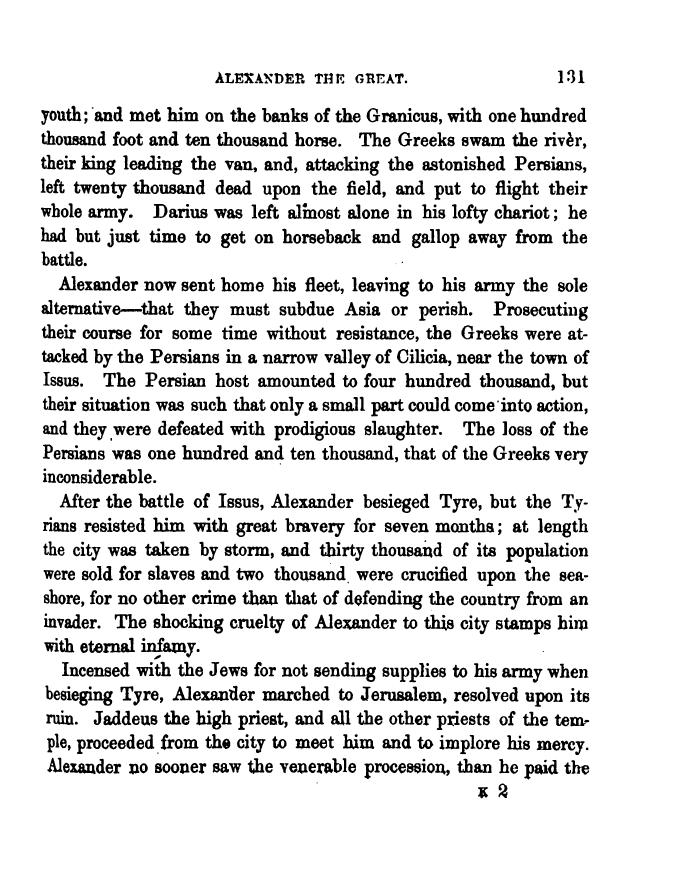 ALEXANDER THE GREAT. 131
youth; and met him on the banks of the Granicus, with one hundred
thousand foot and ten thousand horse. The Greeks swam the river,
their king leading the van, and, attacking the astonished Persians,
left twenty thousand dead upon the field, and put to flight their
whole army. Darius was left almost alone in his lofty chariot; he
had but just time to get on horseback and gallop away from the
battle.
Alexander now sent home his fleet, leaving to his army the sole
alternative—that they must subdue Asia or perish. Prosecuting
their course for some time without resistance, the Greeks were at-
tacked by the Persians in a narrow valley of Cilicia, near the town of
Issus. The Persian host amounted to four hundred thousand, but
their situation was such that only a small part could come into action,
and they were defeated with prodigious slaughter. The loss of the
Persians was one hundred and ten thousand, that of the Greeks very
inconsiderable.
After the battle of Issus, Alexander besieged Tyre, but the Ty-
rians resisted him with great bravery for seven months; at length
the city was taken by storm, and thirty thousand of its population
were sold for slaves and two thousand were crucified upon the sea-
shore, for no other crime than that of defending the country from an
invader. The shocking cruelty of Alexander to this city stamps him
with eternal infamy.
Incensed with the Jews for not sending supplies to his army when
besieging Tyre, Alexander marched to Jerusalem, resolved upon its
ruin. Jaddeus the high priest, and all the other priests of the tem-
ple, proceeded from the city to meet him and to implore his mercy.
Alexander no sooner saw the venerable procession, than he paid the
K 2